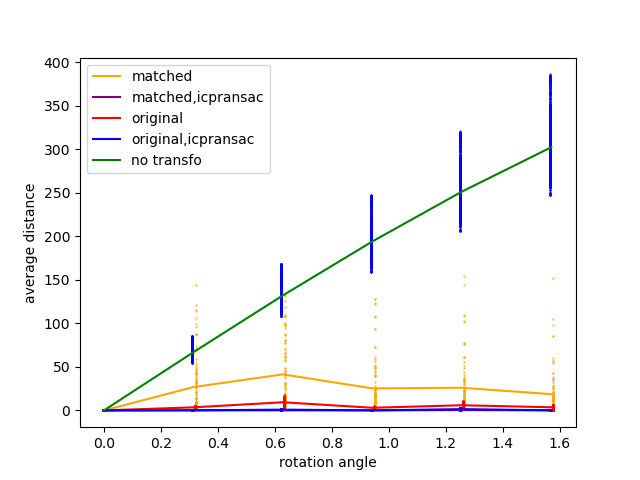 400
350
300
250
200
150
100
50
0
average distance
matched
matched,icpransac
original
original,icpransac
no transfo
0.0 0.2 0.4 0.6 0.8 1.0 1.2 1.4 1.6
rotation angle